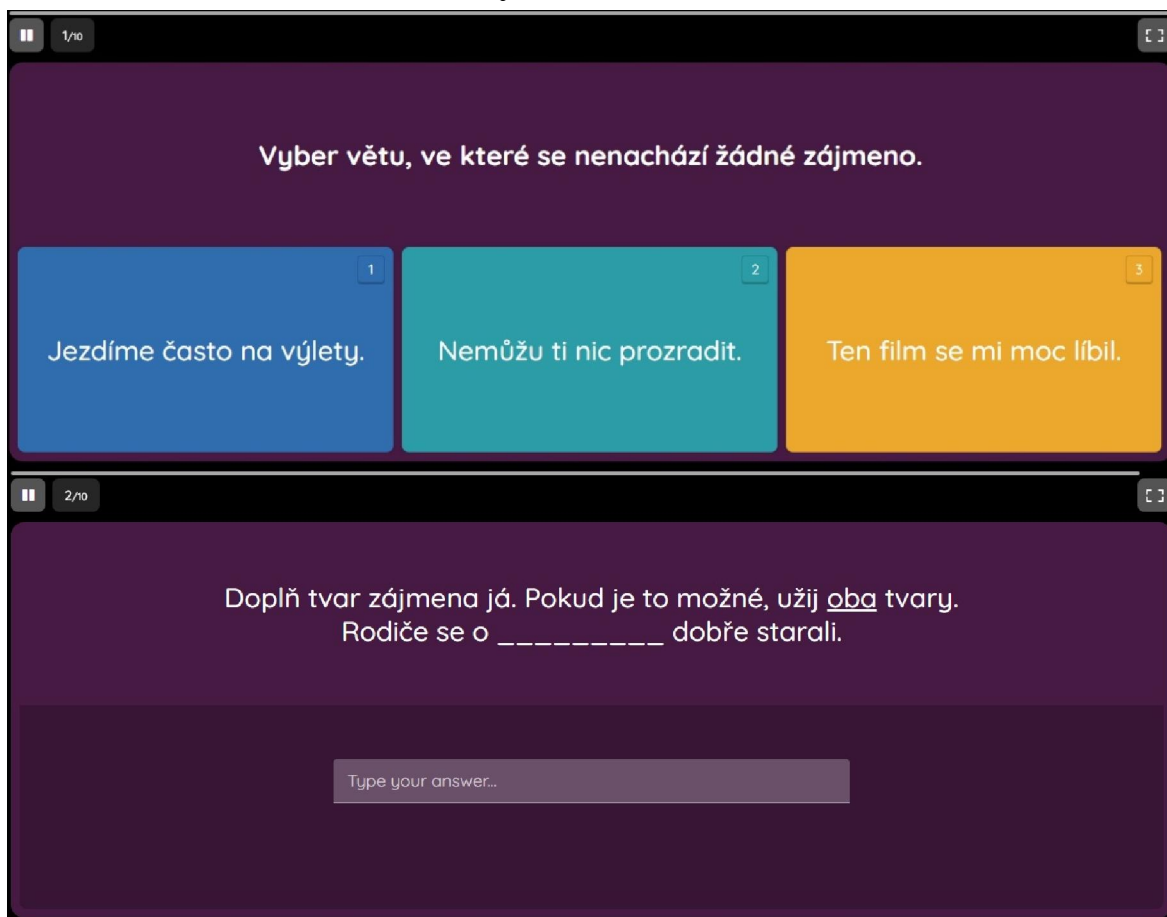 1/10
Vyber větu, ve které se nenachází žádné zájmeno.
1
2
3
Jezdíme často na výlety.
Nemůžu ti nic prozradit.
Ten film se mi moc líbil.
2/10
Doplň tvar zájmena já. Pokud je to možné, užij oba tvary.
Rodiče se o _________ dobře starali.
Type your answer...